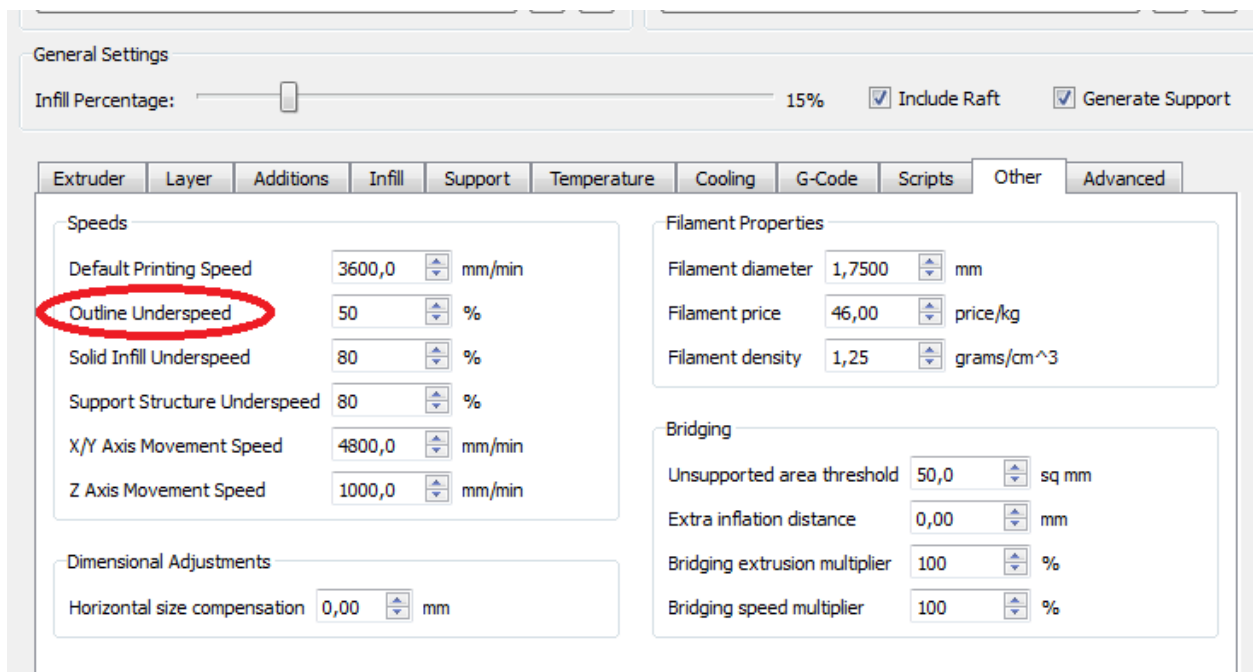 General Settings
Infill Percentage: 15% Include Raft Generate Support
Extruder Layer Additions Infill Support Temperature Cooling G-Code Scripts Other Advanced
Speeds
Default Printing Speed 3600,0 mm/min
Outline Underspeed 50 %
Solid Infill Underspeed 80 %
Support Structure Underspeed 80 %
X/Y Axis Movement Speed 4800,0 mm/min
Z Axis Movement Speed 1000,0 mm/min
Dimensional Adjustments
Horizontal size compensation 0,00 mm
Filament Properties
Filament diameter 1,7500 mm
Filament price 46,00 price/kg
Filament density 1,25 grams/cm^3
Bridging
Unsupported area threshold 50,0 sq mm
Extra inflation distance 0,00 mm
Bridging extrusion multiplier 100 %
Bridging speed multiplier 100 %